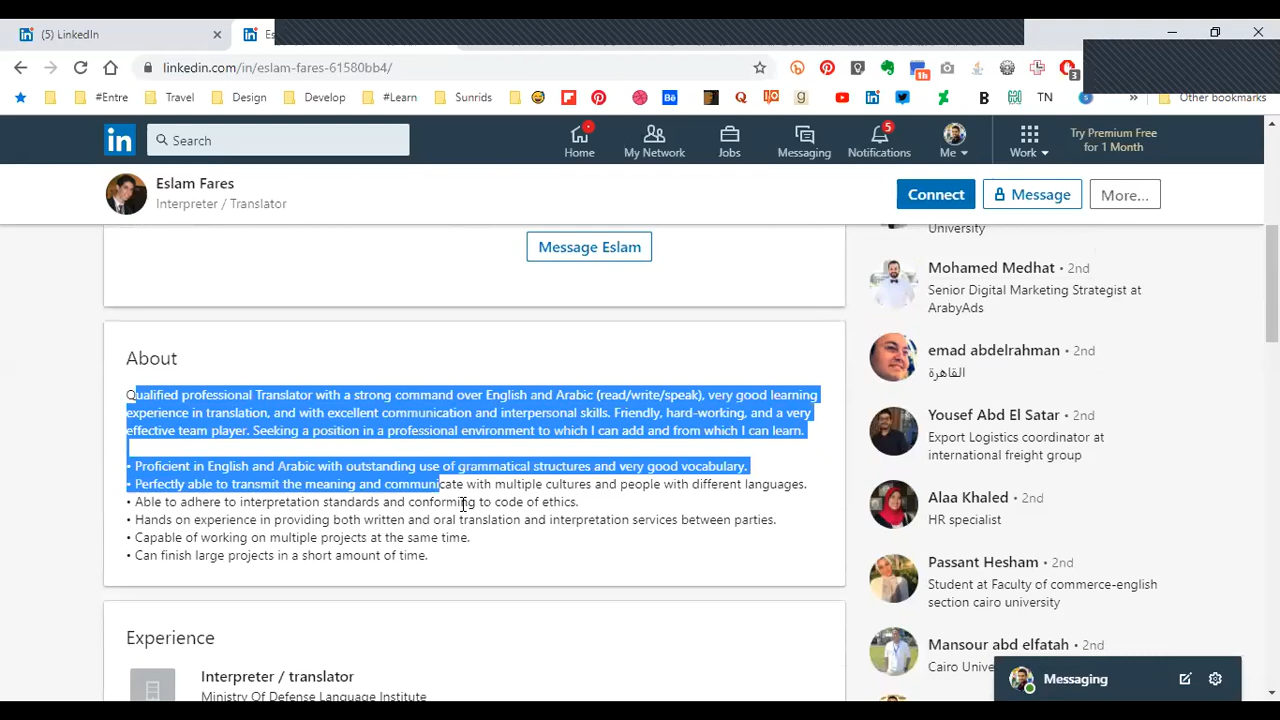 (5) LinkedIn
Es
linkedin.com/in/eslam-fares-61580bb4/
1h
3
#Entre
Travel
Design
Develop
#Learn
Sunrids
TN
Other bookmarks
in
Search
Home
My Network
Jobs
Messaging
5
Notifications
Me
Work
Try Premium Free
for 1 Month
Eslam Fares
Interpreter / Translator
Connect
Message
More...
Message Eslam
About
Qualified professional Translator with a strong command over English and Arabic (read/write/speak), very good learning
experience in translation, and with excellent communication and interpersonal skills. Friendly, hard-working, and a very
effective team player. Seeking a position in a professional environment to which I can add and from which I can learn.
• Proficient in English and Arabic with outstanding use of grammatical structures and very good vocabulary.
• Perfectly able to transmit the meaning and communicate with multiple cultures and people with different languages.
• Able to adhere to interpretation standards and conforming to code of ethics.
• Hands on experience in providing both written and oral translation and interpretation services between parties.
• Capable of working on multiple projects at the same time.
• Can finish large projects in a short amount of time.
Experience
Interpreter / translator
Ministry Of Defense Language Institute
University
Mohamed Medhat • 2nd
Senior Digital Marketing Strategist at
ArabyAds
emad abdelrahman • 2nd
القاهرة
Yousef Abd El Satar • 2nd
Export Logistics coordinator at
international freight group
Alaa Khaled • 2nd
HR specialist
Passant Hesham • 2nd
Student at Faculty of commerce-english
section cairo university
Mansour abd elfatah • 2nd
Cairo Unive
Messaging